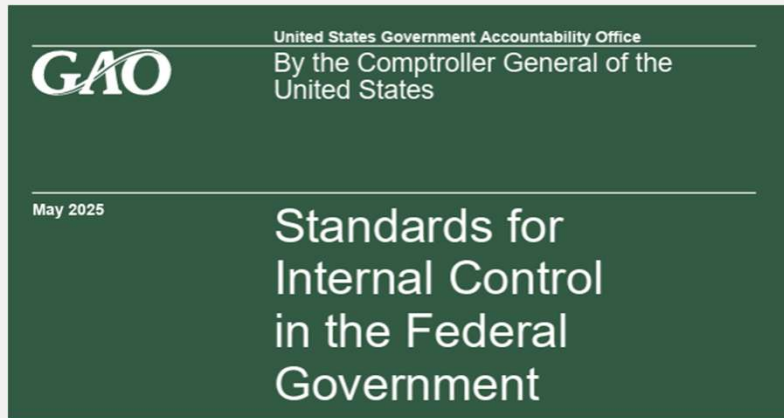 United States Government Accountability Office
GAO
By the Comptroller General of the
United States
May 2025
Standards for
Internal Control
in the Federal
Government